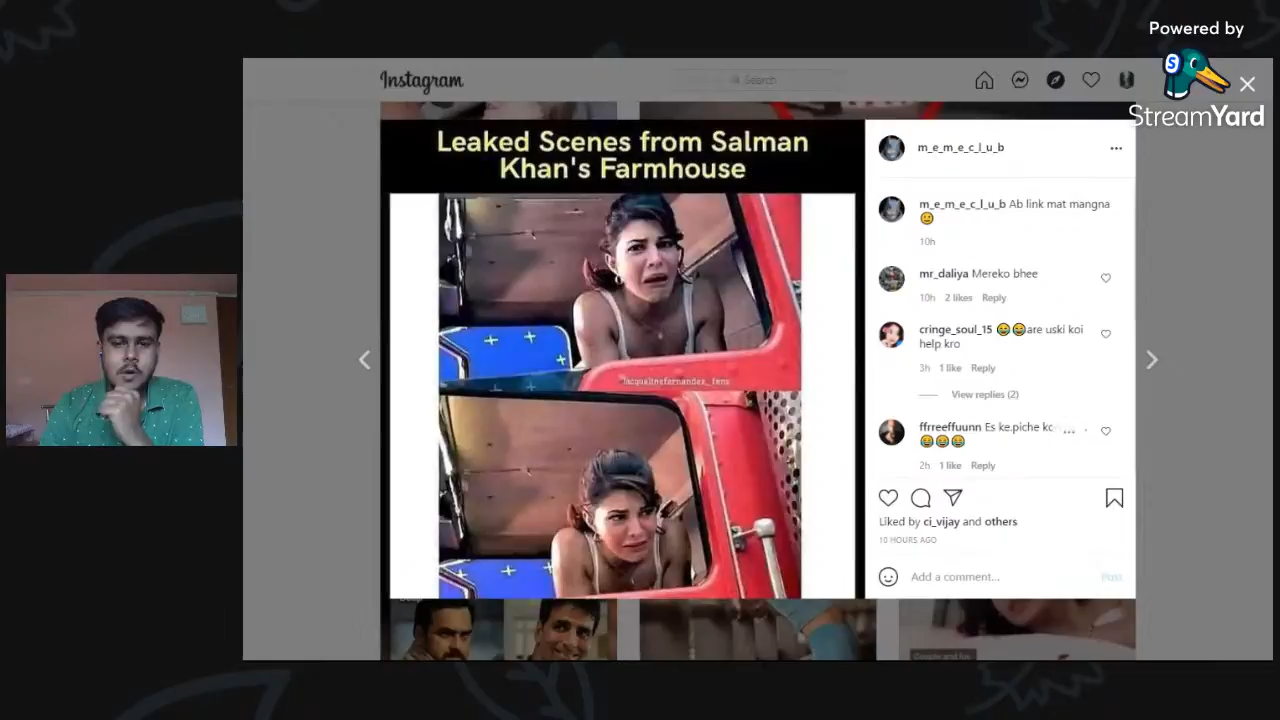 Powered by
StreamYard
Instagram
Search
Leaked Scenes from Salman
Khan's Farmhouse
jacquelinefernandez_fans
m_e_m_e_c_l_u_b
m_e_m_e_c_l_u_b Ab link mat mangna
10h
mr_daliya Mereko bhee
10h 2 likes Reply
cringe_soul_15 😂😂are uski koi
help kro
3h 1 like Reply
View replies (2)
ffrreeffuunn Es ke.piche
😂😂😂
2h 1 like Reply
Liked by ci_vijay and others
10 HOURS AGO
Add a comment...
Post